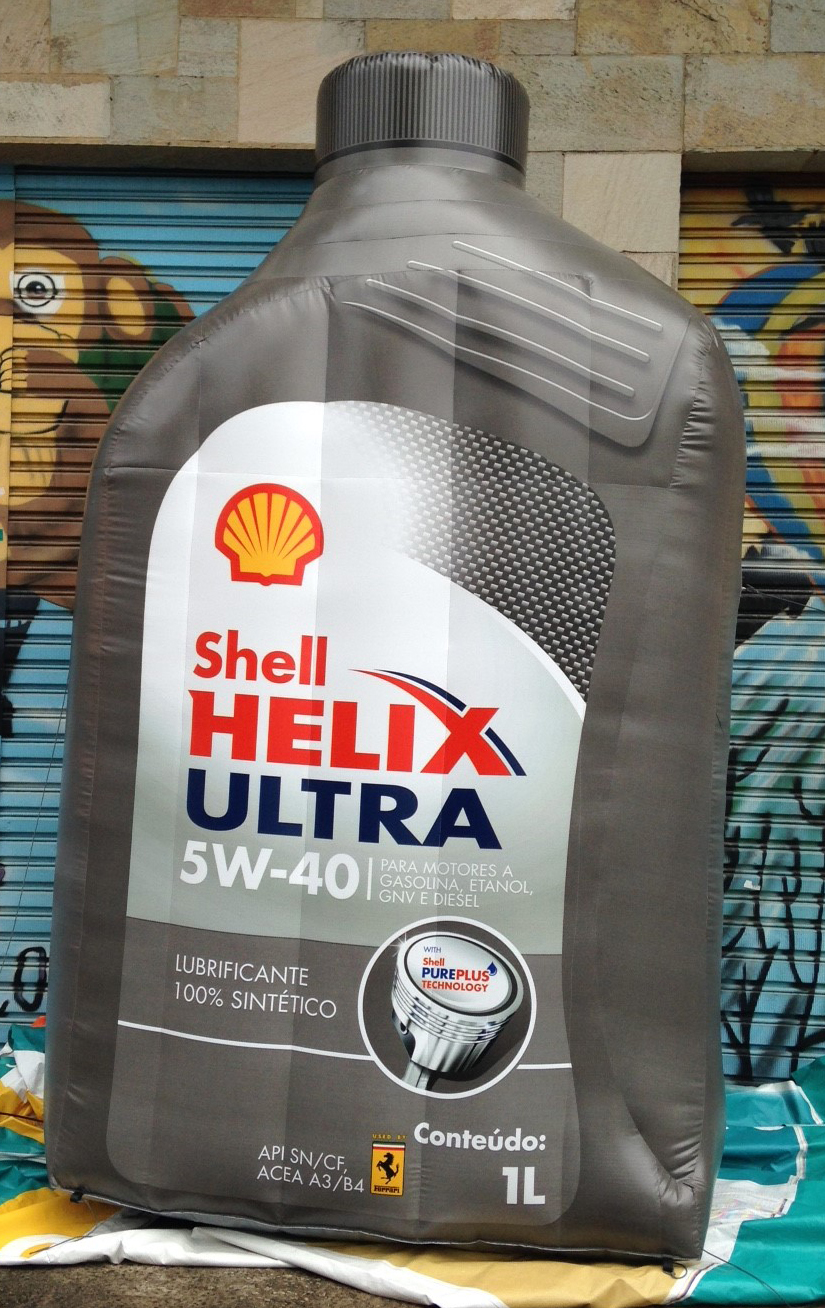 Shell
HELIX
ULTRA
5W-40
PARA MOTORES A
GASOLINA, ETANOL,
GNV E DIESEL
LUBRIFICANTE
100% SINTÉTICO
WITH
Shell
PUREPLUS
TECHNOLOGY
API SN/CF,
ACEA A3/B4
USED BY
Ferrari
Conteúdo:
1L